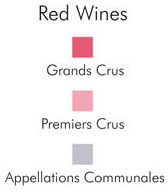 Red Wines
Grands Crus
Premiers Crus
Appellations Communales